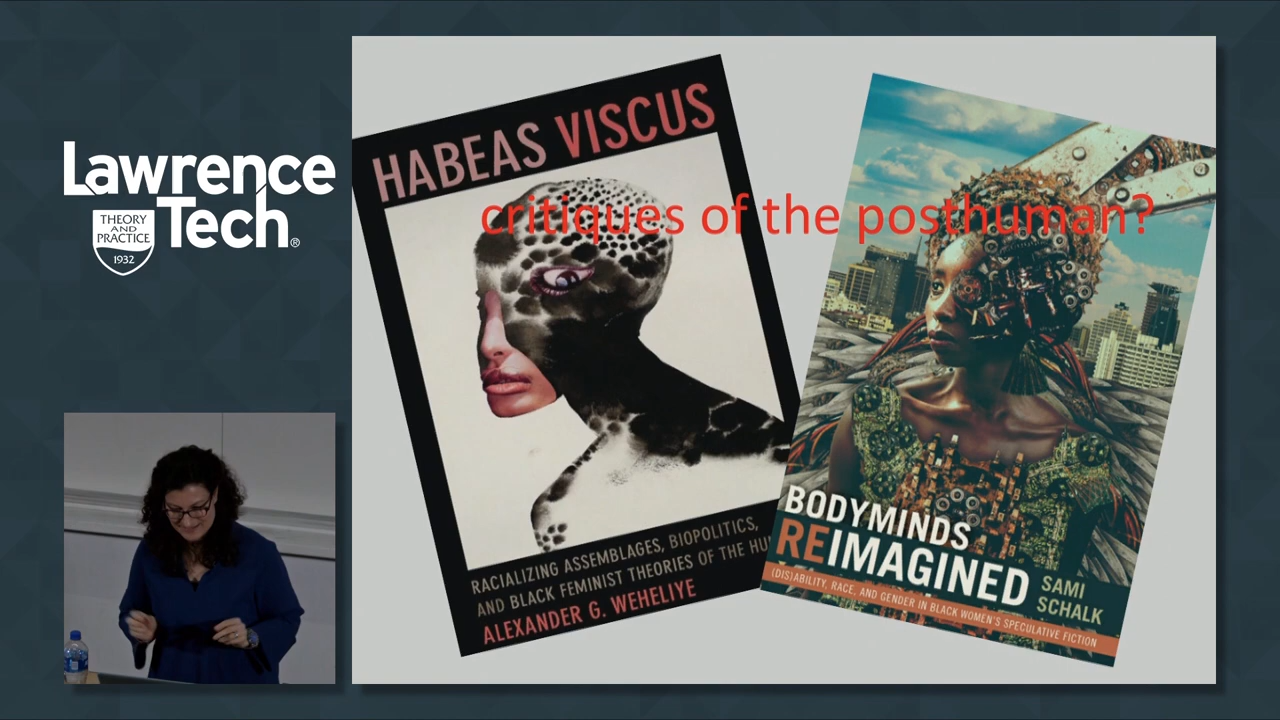 Lawrence
Tech®
THEORY
AND
PRACTICE
1932
HABEAS VISCUS
critiques of the posthuman?
RACIALIZING ASSEMBLAGES, BIOPOLITICS,
AND BLACK FEMINIST THEORIES OF THE HU
ALEXANDER G. WEHELIYE
BODYMINDS
REIMAGINED
SAMI
SCHALK
(DIS)ABILITY, RACE, AND GENDER IN BLACK WOMEN'S SPECULATIVE FICTION